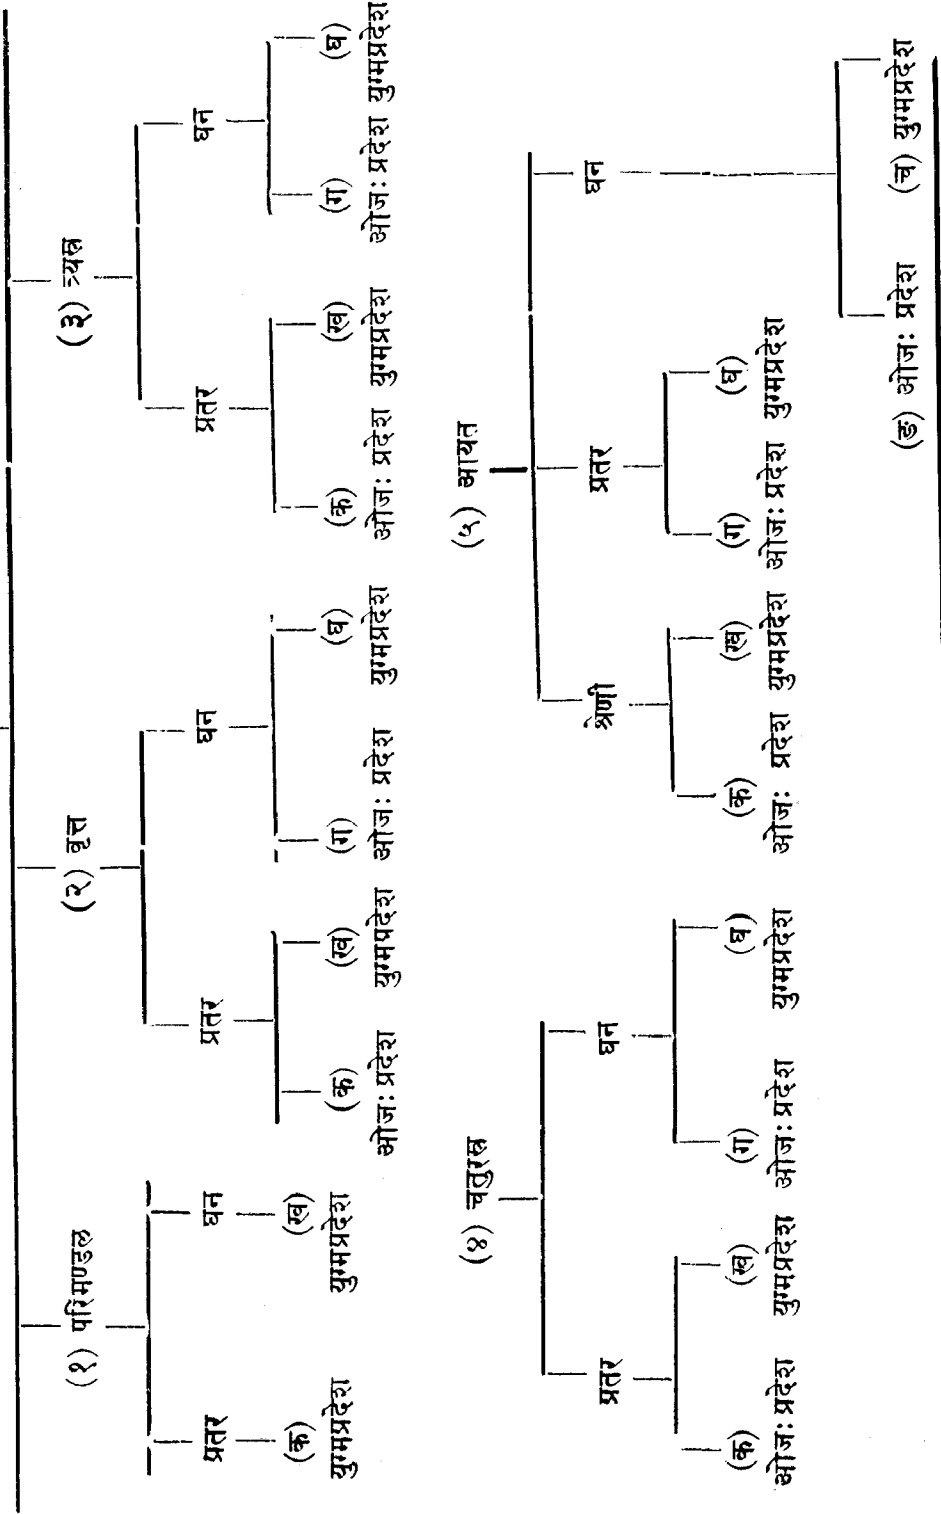 (१) परिमण्डल (२) वृत्त (३) त्र्यस्र
प्रतर घन प्रतर घन प्रतर घन
(क) (ख) (क) (ख) (ग) (घ) (क) (ख) (ग) (घ)
युग्मप्रदेश युग्मप्रदेश ओज: प्रदेश युग्मप्रदेश ओज: प्रदेश युग्मप्रदेश ओज: प्रदेश युग्मप्रदेश ओज: प्रदेश युग्मप्रदेश
(४) चतुरस्र (५) आयत
प्रतर घन श्रेणी प्रतर घन
(क) (ख) (ग) (घ) (क) (ख) (ग) (घ)
ओज: प्रदेश युग्मप्रदेश ओज: प्रदेश युग्मप्रदेश ओज: प्रदेश युग्मप्रदेश ओज: प्रदेश युग्मप्रदेश
(ङ) ओज: प्रदेश (च) युग्मप्रदेश